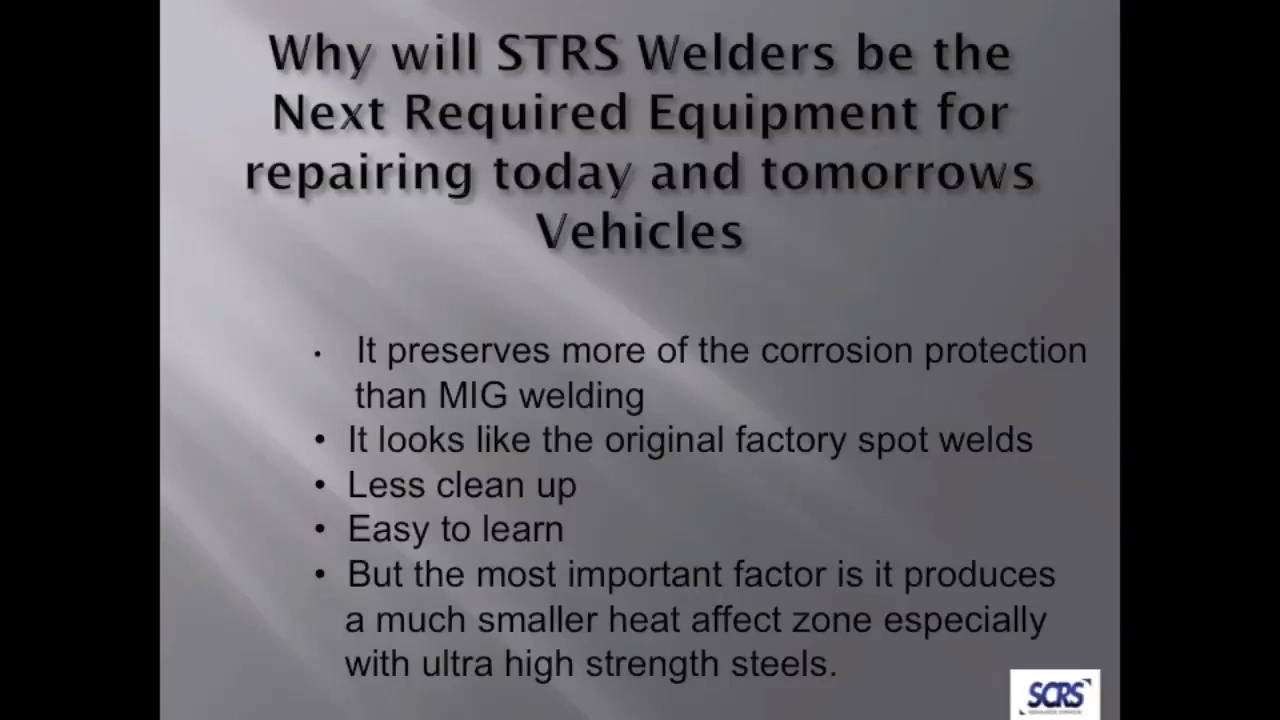 Why will STRS Welders be the
Next Required Equipment for
repairing today and tomorrows
Vehicles
• It preserves more of the corrosion protection
than MIG welding
• It looks like the original factory spot welds
• Less clean up
• Easy to learn
• But the most important factor is it produces
a much smaller heat affect zone especially
with ultra high strength steels.
SCRS